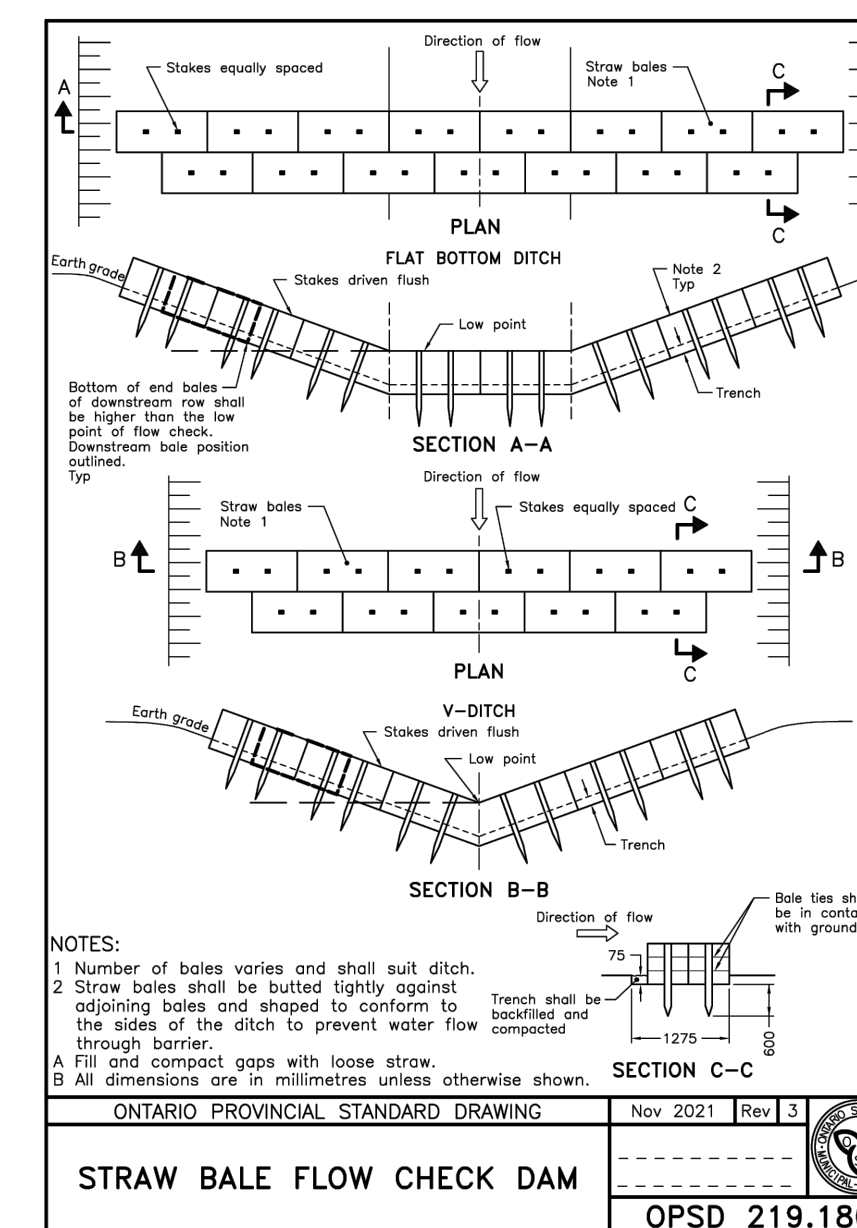 Direction of flow
Stakes equally spaced
Straw bales
Note 1
C
A
C
PLAN
FLAT BOTTOM DITCH
Earth grade
Stakes driven flush
Note 2
Typ
Low point
Bottom of end bales
of downstream row shall
be higher than the low
point of flow check.
Downstream bale position
outlined.
Typ
Trench
SECTION A-A
Direction of flow
Straw bales
Note 1
Stakes equally spaced
C
B
B
PLAN
C
V-DITCH
Earth grade
Stakes driven flush
Low point
Trench
SECTION B-B
Direction of flow
Bale ties
be in
with ground
75
Trench shall be
backfilled and
compacted
1275
600
SECTION C-C
NOTES:
1 Number of bales varies and shall suit ditch.
2 Straw bales shall be butted tightly against
adjoining bales and shaped to conform to
the sides of the ditch to prevent water flow
through barrier.
A Fill and compact gaps with loose straw.
B All dimensions are in millimetres unless otherwise shown.
ONTARIO PROVINCIAL STANDARD DRAWING
Nov 2021 Rev 3
STRAW BALE FLOW CHECK DAM
OPSD 219.18